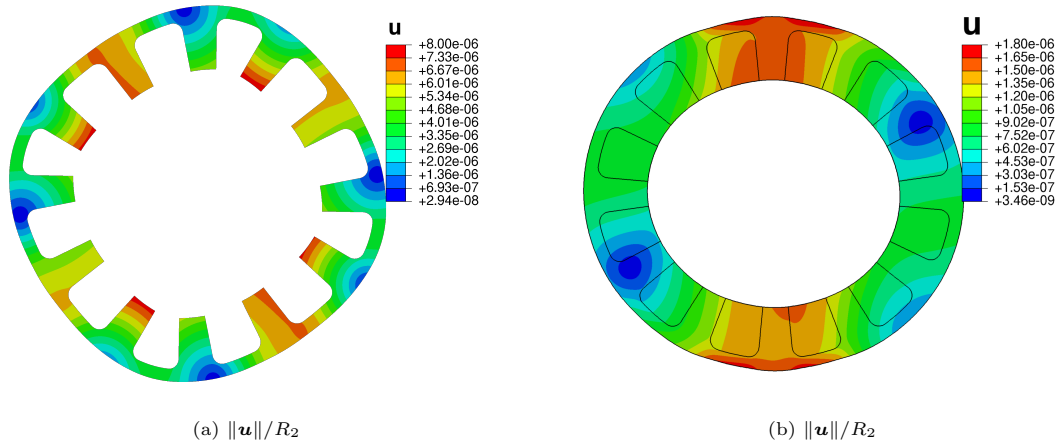 u
+8.00e-06
+7.33e-06
+6.67e-06
+6.01e-06
+5.34e-06
+4.68e-06
+4.01e-06
+3.35e-06
+2.69e-06
+2.02e-06
+1.36e-06
+6.93e-07
+2.94e-08
(a) ‖u‖/R₂
u
+1.80e-06
+1.65e-06
+1.50e-06
+1.35e-06
+1.20e-06
+1.05e-06
+9.02e-07
+7.52e-07
+6.02e-07
+4.53e-07
+3.03e-07
+1.53e-07
+3.46e-09
(b) ‖u‖/R₂